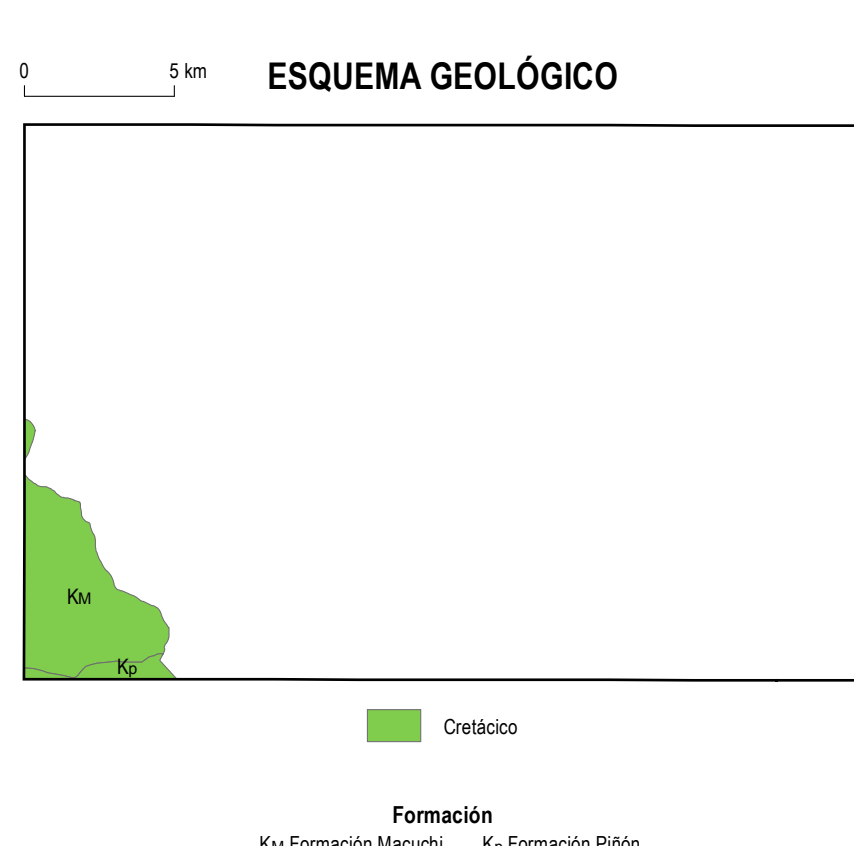 0 5 km ESQUEMA GEOLÓGICO
KM
Kp
Cretácico
Formación
KM Formación Macuchi Kp Formación Piñón